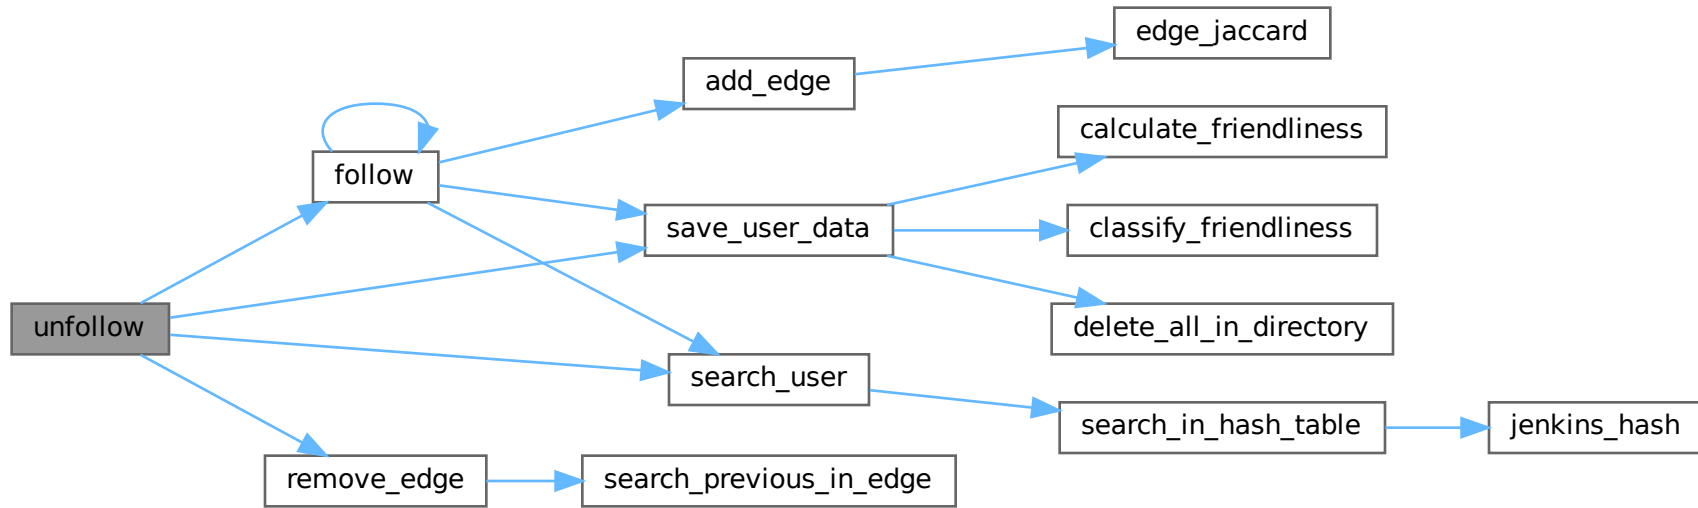 unfollow
follow
add_edge
edge_jaccard
save_user_data
calculate_friendliness
classify_friendliness
delete_all_in_directory
search_user
search_in_hash_table
jenkins_hash
remove_edge
search_previous_in_edge